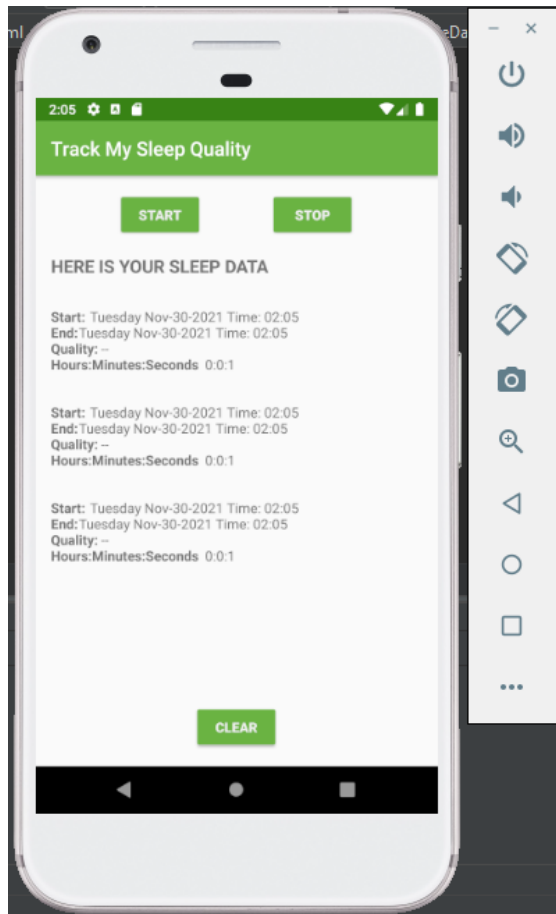 ml
eDa
2:05
Track My Sleep Quality
START STOP
HERE IS YOUR SLEEP DATA
Start: Tuesday Nov-30-2021 Time: 02:05
End:Tuesday Nov-30-2021 Time: 02:05
Quality: --
Hours:Minutes:Seconds 0:0:1
Start: Tuesday Nov-30-2021 Time: 02:05
End:Tuesday Nov-30-2021 Time: 02:05
Quality: --
Hours:Minutes:Seconds 0:0:1
Start: Tuesday Nov-30-2021 Time: 02:05
End:Tuesday Nov-30-2021 Time: 02:05
Quality: --
Hours:Minutes:Seconds 0:0:1
CLEAR